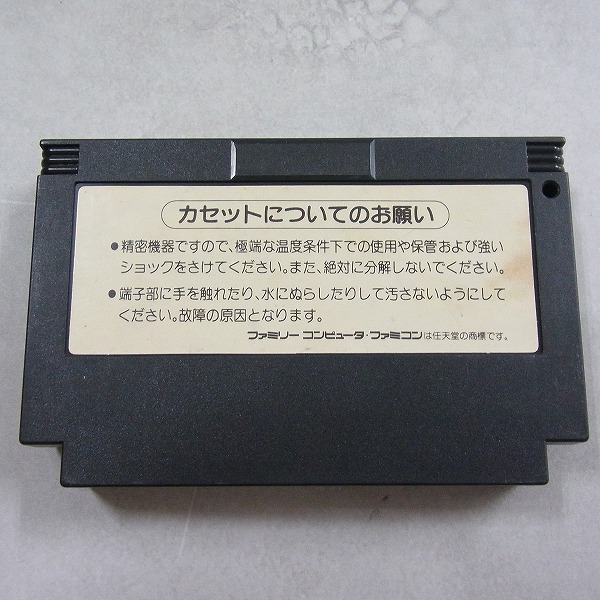 カセットについてのお願い
●精密機器ですので、極端な温度条件下での使用や保管および強い
ショックをさけてください。また、絶対に分解しないでください。
●端子部に手を触れたり、水にぬらしたりして汚さないようにして
ください。故障の原因となります。
ファミリー コンピュータ・ファミコンは任天堂の商標です。